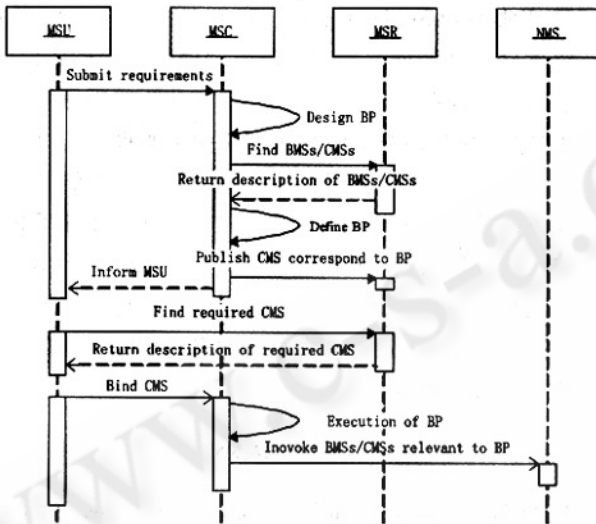 MSU MSC MSR NMS
Submit requirements
Design BP
Find BMSs/CMSs
Return description of BMSs/CMSs
Define BP
Publish CMS correspond to BP
Inform MSU
Find required CMS
Return description of required CMS
Bind CMS
Execution of BP
Inovoke BMSs/CMSs relevant to BP